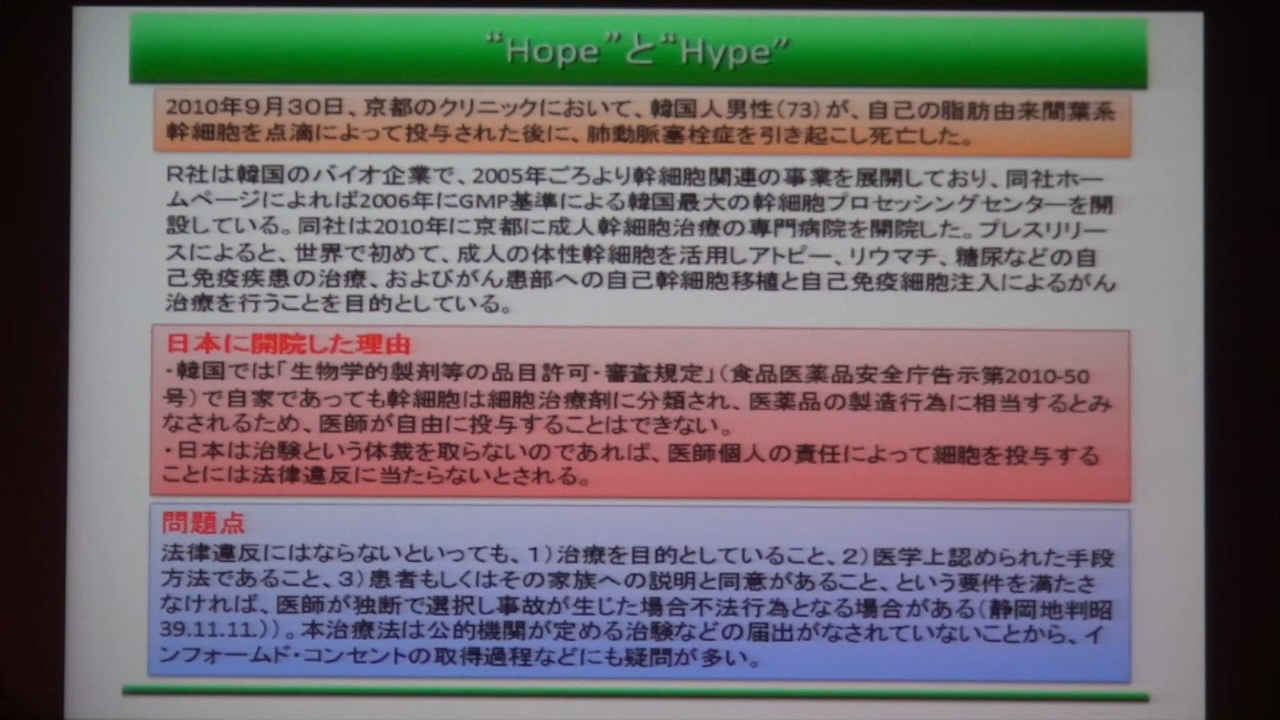 “Hope”と“Hype”
2010年９月３０日、京都のクリニックにおいて、韓国人男性（73）が、自己の脂肪由来間葉系
幹細胞を点滴によって投与された後に、肺動脈塞栓症を引き起こし死亡した。
R社は韓国のバイオ企業で、2005年ごろより幹細胞関連の事業を展開しており、同社ホー
ムページによれば2006年にGMP基準による韓国最大の幹細胞プロセッシングセンターを開
設している。同社は2010年に京都に成人幹細胞治療の専門病院を開院した。プレスリリー
スによると、世界で初めて、成人の体性幹細胞を活用しアトピー、リウマチ、糖尿などの自
己免疫疾患の治療、およびがん患部への自己幹細胞移植と自己免疫細胞注入によるがん
治療を行うことを目的としている。
日本に開院した理由
・韓国では「生物学的製剤等の品目許可・審査規定」（食品医薬品安全庁告示第2010-50
号）で自家であっても幹細胞は細胞治療剤に分類され、医薬品の製造行為に相当するとみ
なされるため、医師が自由に投与することはできない。
・日本は治験という体裁を取らないのであれば、医師個人の責任によって細胞を投与する
ことには法律違反に当たらないとされる。
問題点
法律違反にはならないといっても、１）治療を目的としていること、２）医学上認められた手段
方法であること、３）患者もしくはその家族への説明と同意があること、という要件を満たさ
なければ、医師が独断で選択し事故が生じた場合不法行為となる場合がある（静岡地判昭
39.11.11.））。本治療法は公的機関が定める治験などの届出がなされていないことから、イ
ンフォームド・コンセントの取得過程などにも疑問が多い。